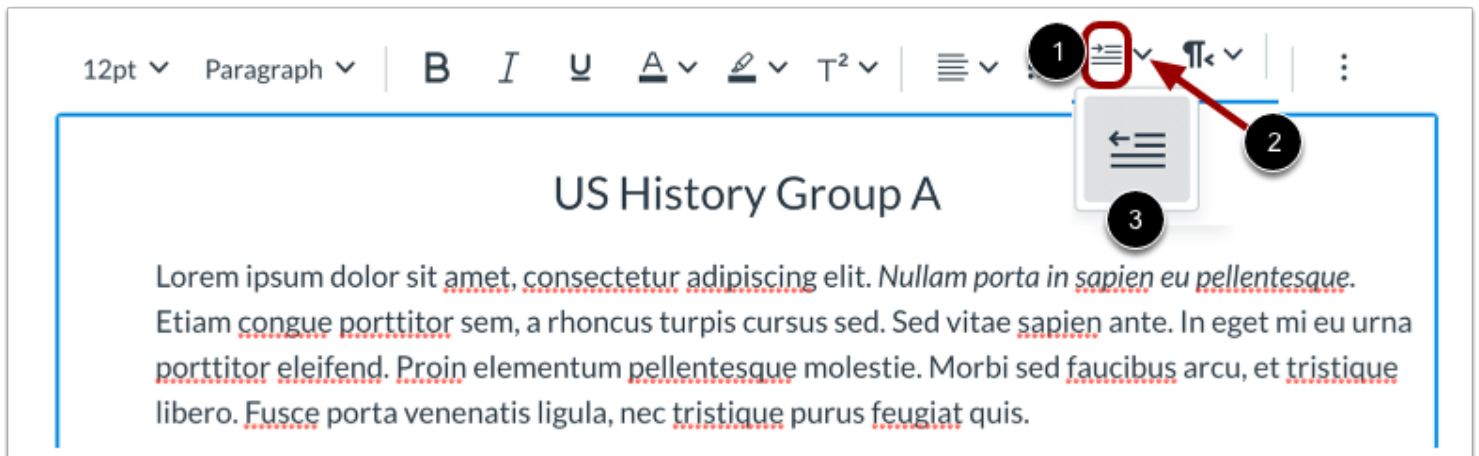 12pt Paragraph B I U A T² 1 ¶
2
3
US History Group A
Lorem ipsum dolor sit amet, consectetur adipiscing elit. Nullam porta in sapien eu pellentesque.
Etiam congue porttitor sem, a rhoncus turpis cursus sed. Sed vitae sapien ante. In eget mi eu urna
porttitor eleifend. Proin elementum pellentesque molestie. Morbi sed faucibus arcu, et tristique
libero. Fusce porta venenatis ligula, nec tristique purus feugiat quis.